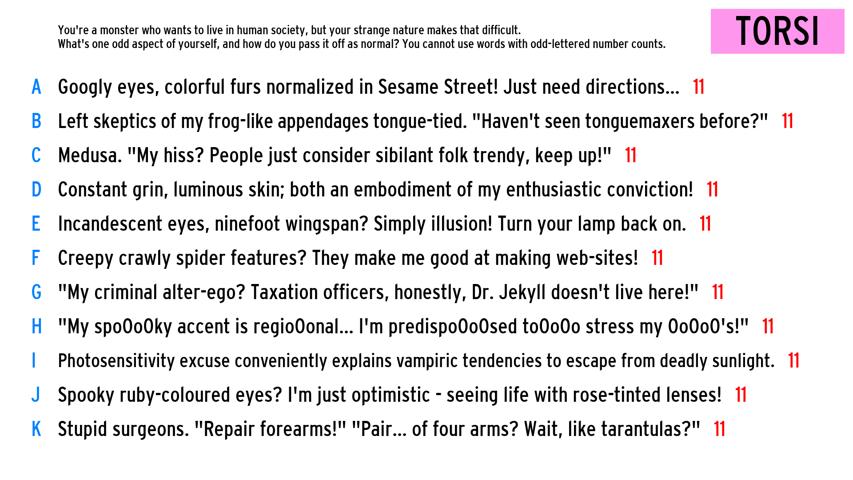 You're a monster who wants to live in human society, but your strange nature makes that difficult.
What's one odd aspect of yourself, and how do you pass it off as normal? You cannot use words with odd-lettered number counts.
TORSI
A Googly eyes, colorful furs normalized in Sesame Street! Just need directions... 11
B Left skeptics of my frog-like appendages tongue-tied. "Haven't seen tonguemaxers before?" 11
C Medusa. "My hiss? People just consider sibilant folk trendy, keep up!" 11
D Constant grin, luminous skin; both an embodiment of my enthusiastic conviction! 11
E Incandescent eyes, ninefoot wingspan? Simply illusion! Turn your lamp back on. 11
F Creepy crawly spider features? They make me good at making web-sites! 11
G "My criminal alter-ego? Taxation officers, honestly, Dr. Jekyll doesn't live here!" 11
H "My spoOoOky accent is regioOonal... I'm predispoOoOsed toOoOo stress my OoOoO's!" 11
I Photosensitivity excuse conveniently explains vampiric tendencies to escape from deadly sunlight. 11
J Spooky ruby-coloured eyes? I'm just optimistic - seeing life with rose-tinted lenses! 11
K Stupid surgeons. "Repair forearms!" "Pair... of four arms? Wait, like tarantulas?" 11